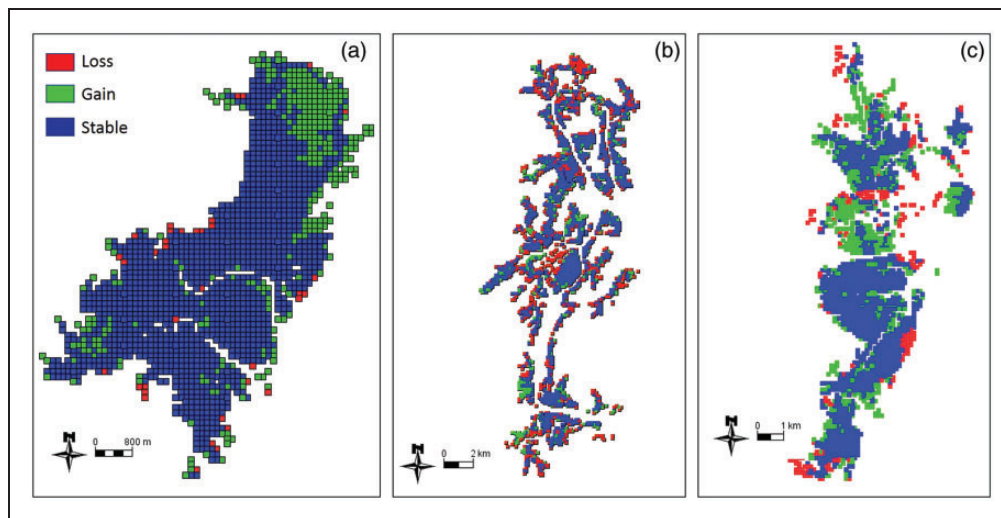 (a)
Loss
Gain
Stable
N
0 800 m
(b)
N
0 2 km
(c)
N
0 1 km